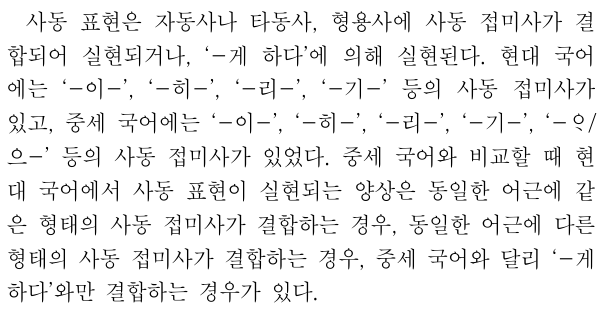 사동 표현은 자동사나 타동사, 형용사에 사동 접미사가 결
합되어 실현되거나, ‘-게 하다’에 의해 실현된다. 현대 국어
에는 ‘-이-’, ‘-히-’, ‘-리-’, ‘-기-’ 등의 사동 접미사가
있고, 중세 국어에는 ‘-이-’, ‘-히-’, ‘-리-’, ‘-기-’, ‘-ᄋᆞ/
으-’ 등의 사동 접미사가 있었다. 중세 국어와 비교할 때 현
대 국어에서 사동 표현이 실현되는 양상은 동일한 어근에 같
은 형태의 사동 접미사가 결합하는 경우, 동일한 어근에 다른
형태의 사동 접미사가 결합하는 경우, 중세 국어와 달리 ‘-게
하다’와만 결합하는 경우가 있다.